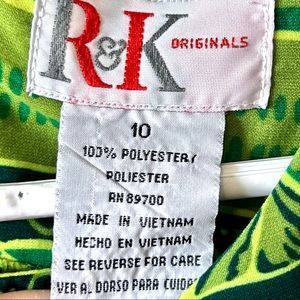 R&K ORIGINALS
10
100% POLYESTER/
POLIESTER
RN 89700
MADE IN VIETNAM
HECHO EN VIETNAM
SEE REVERSE FOR CARE
VER AL DORSO PARA CUIDA